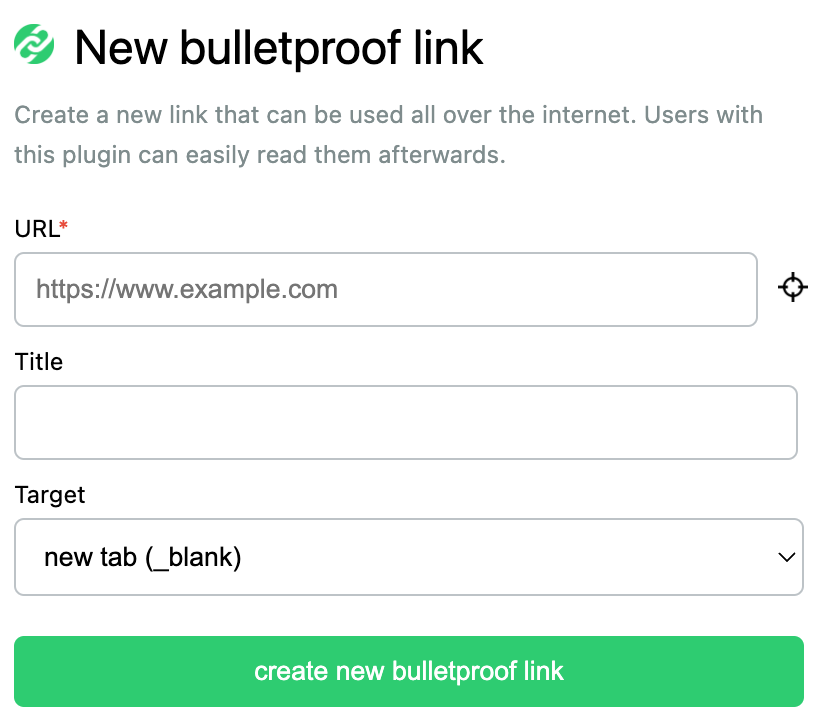 New bulletproof link
Create a new link that can be used all over the internet. Users with
this plugin can easily read them afterwards.
URL*
https://www.example.com
Title
Target
new tab (_blank)
create new bulletproof link